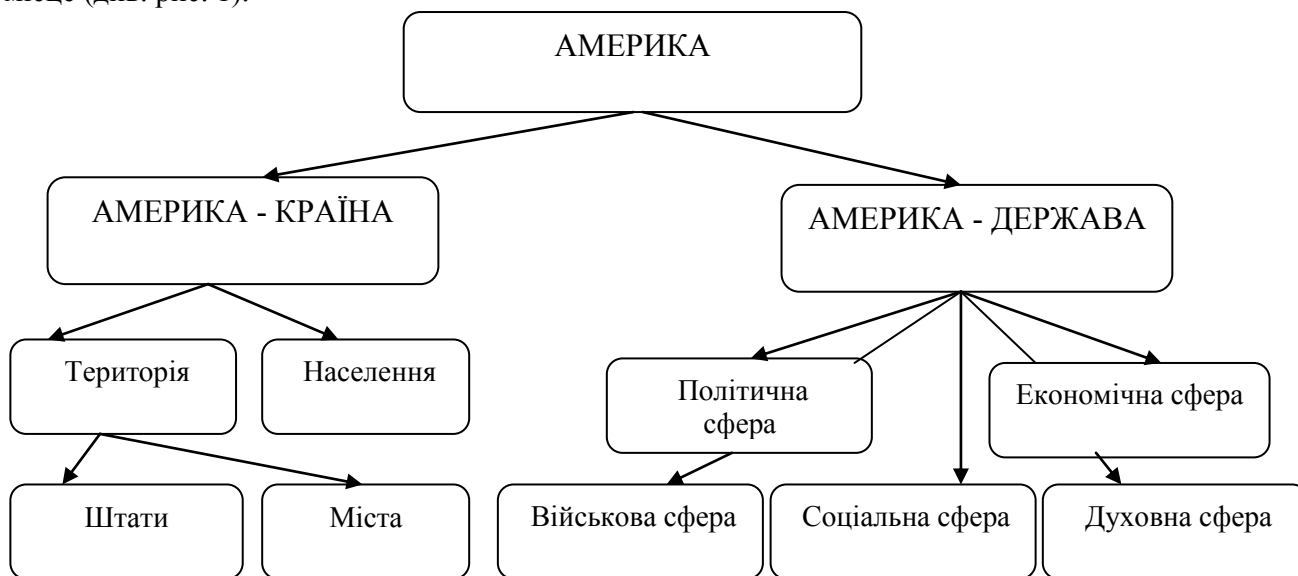 АМЕРИКА
АМЕРИКА - КРАЇНА
АМЕРИКА - ДЕРЖАВА
Територія
Населення
Політична
сфера
Економічна сфера
Штати
Міста
Військова сфера
Соціальна сфера
Духовна сфера